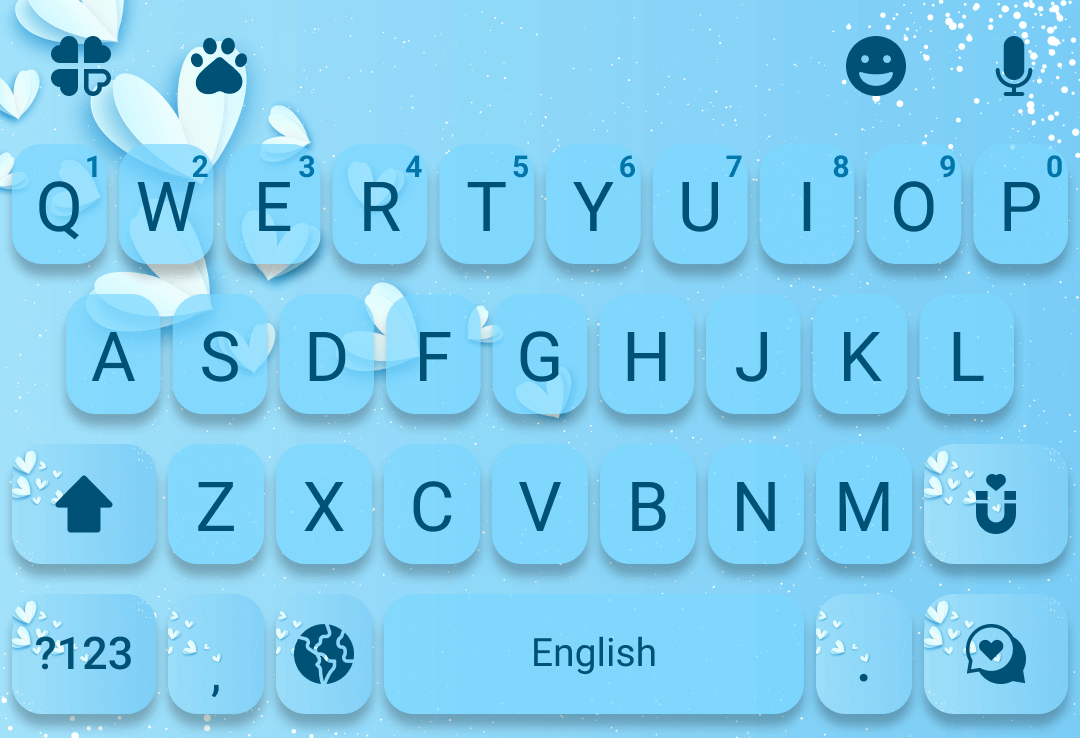 1 2 3 4 5 6 7 8 9 0
Q W E R T Y U I O P
A S D F G H J K L
Z X C V B N M
?123 , English .